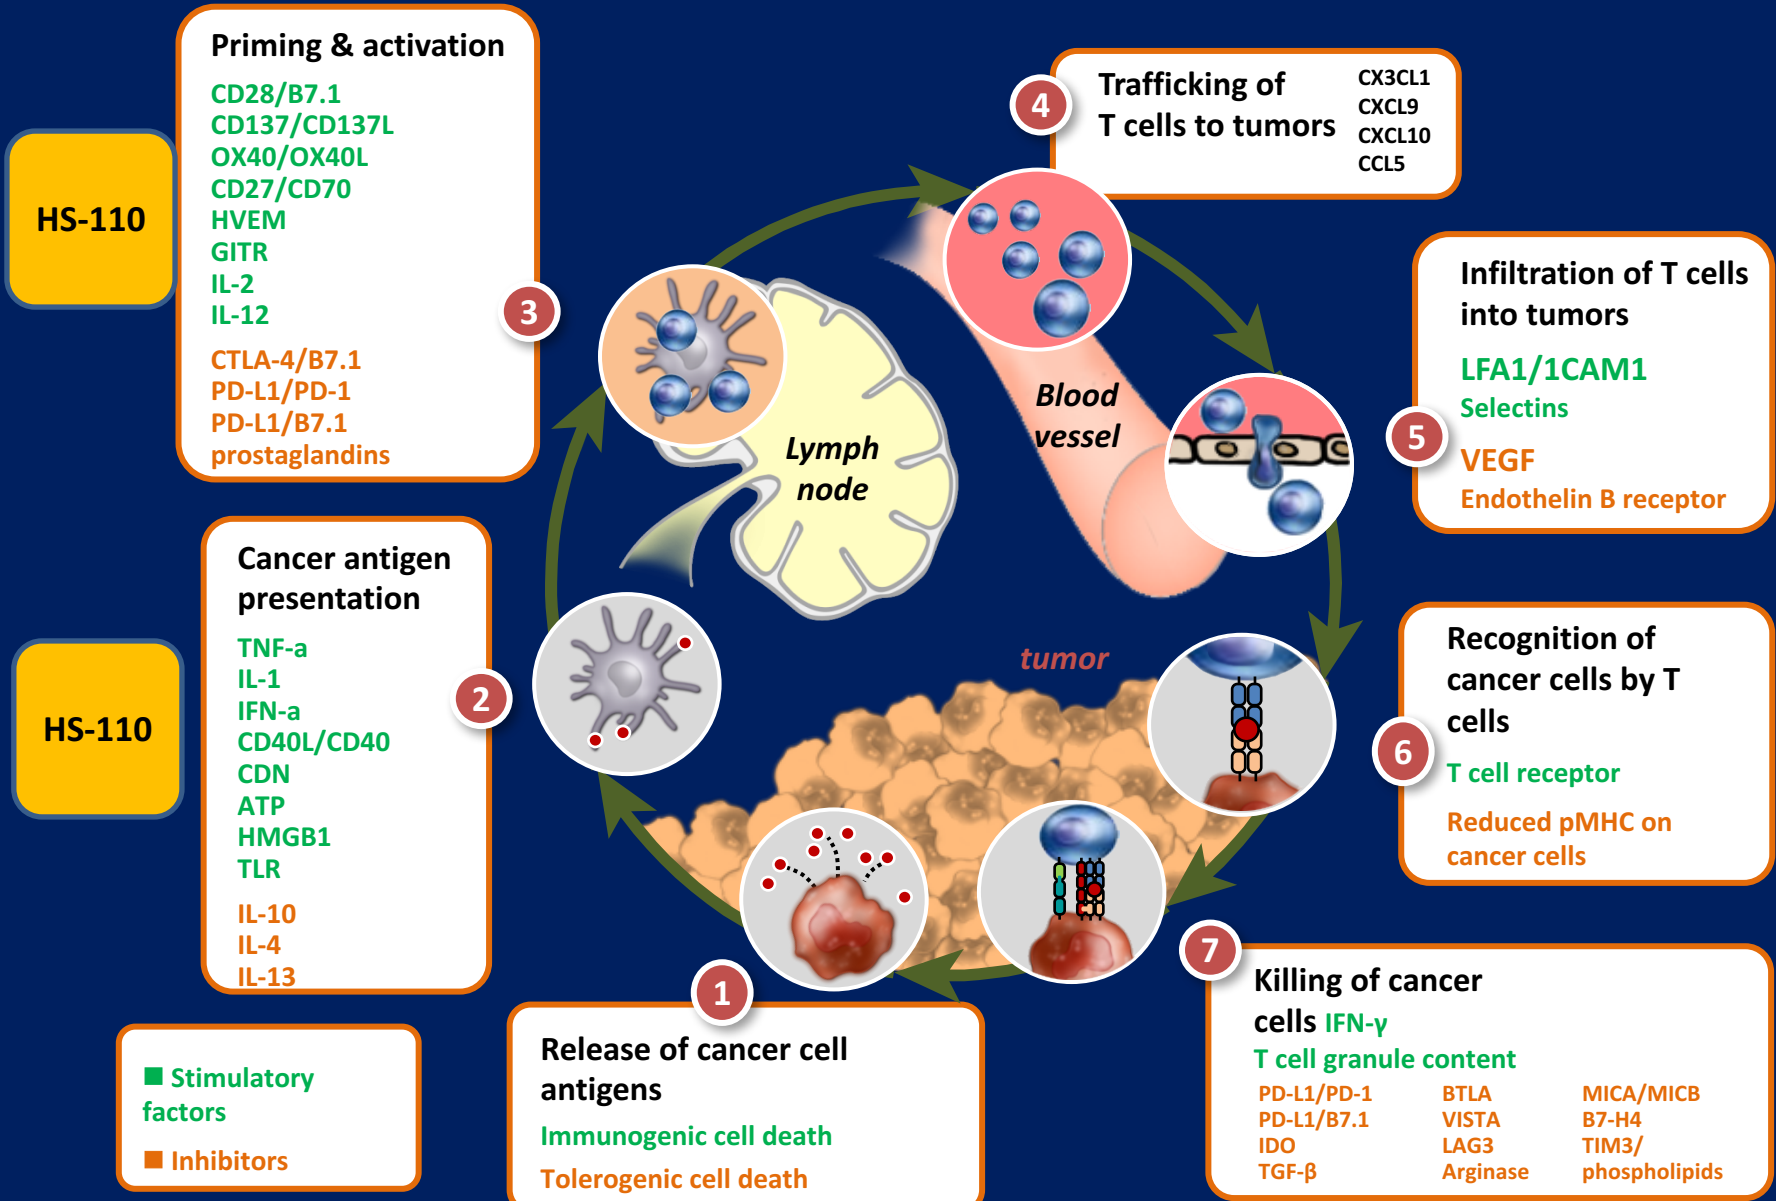 Priming & activation
CD28/B7.1
CD137/CD137L
OX40/OX40L
CD27/CD70
HVEM
GITR
IL-2
IL-12
CTLA-4/B7.1
PD-L1/PD-1
PD-L1/B7.1
prostaglandins
HS-110
3
4
Trafficking of
T cells to tumors
CX3CL1
CXCL9
CXCL10
CCL5
Infiltration of T cells
into tumors
LFA1/1CAM1
Selectins
5
VEGF
Endothelin B receptor
Blood
vessel
Lymph
node
Cancer antigen
presentation
TNF-a
IL-1
IFN-a
CD40L/CD40
CDN
ATP
HMGB1
TLR
IL-10
IL-4
IL-13
HS-110
2
tumor
Recognition of
cancer cells by T
cells
6
T cell receptor
Reduced pMHC on
cancer cells
7
Killing of cancer
cells IFN-γ
T cell granule content
PD-L1/PD-1 BTLA MICA/MICB
PD-L1/B7.1 VISTA B7-H4
IDO LAG3 TIM3/
TGF-β Arginase phospholipids
1
Release of cancer cell
antigens
Immunogenic cell death
Tolerogenic cell death
Stimulatory
factors
Inhibitors